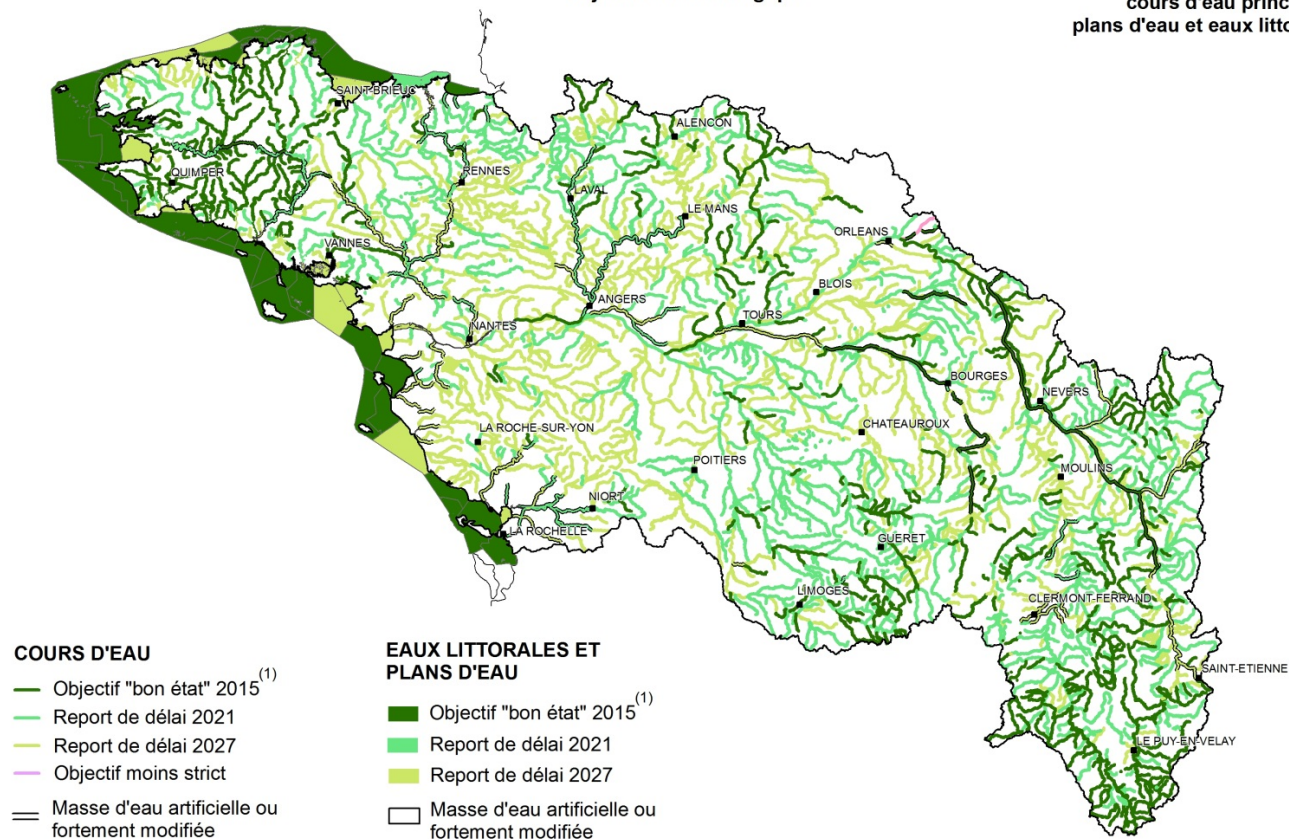 cours d'eau princ
plans d'eau et eaux litto
SAINT-BRIEUC
ALENCON
QUIMPER
RENNES
LAVAL
LE MANS
ORLEANS
VANNES
BLOIS
ANGERS
TOURS
NANTES
BOURGES
NEVERS
LA ROCHE-SUR-YON
CHATEAUROUX
POITIERS
MOULINS
NIORT
LA ROCHELLE
GUERET
LIMOGES
CLERMONT-FERRAND
SAINT-ETIENNE
LE PUY-EN-VELAY
COURS D'EAU
Objectif "bon état" 2015(1)
Report de délai 2021
Report de délai 2027
Objectif moins strict
Masse d'eau artificielle ou
fortement modifiée
EAUX LITTORALES ET
PLANS D'EAU
Objectif "bon état" 2015(1)
Report de délai 2021
Report de délai 2027
Masse d'eau artificielle ou
fortement modifiée